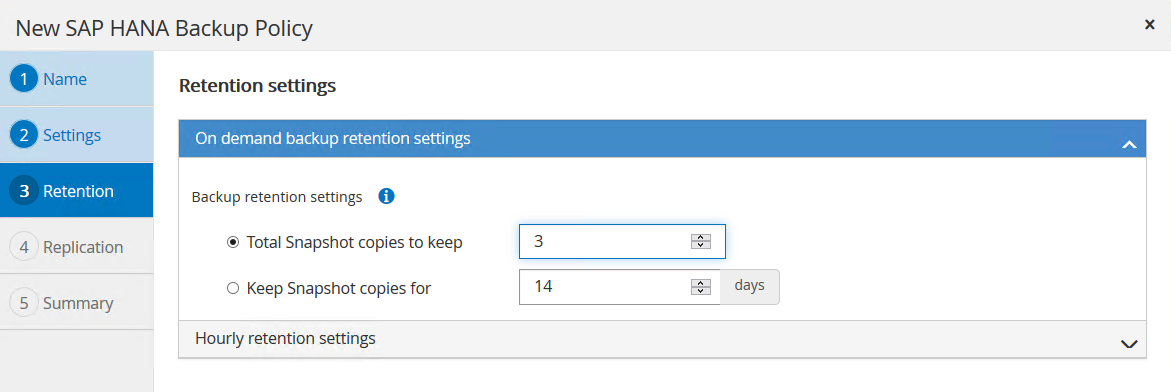 New SAP HANA Backup Policy
×
1 Name
2 Settings
3 Retention
4 Replication
5 Summary
Retention settings
On demand backup retention settings
Backup retention settings i
Total Snapshot copies to keep 3
Keep Snapshot copies for 14 days
Hourly retention settings